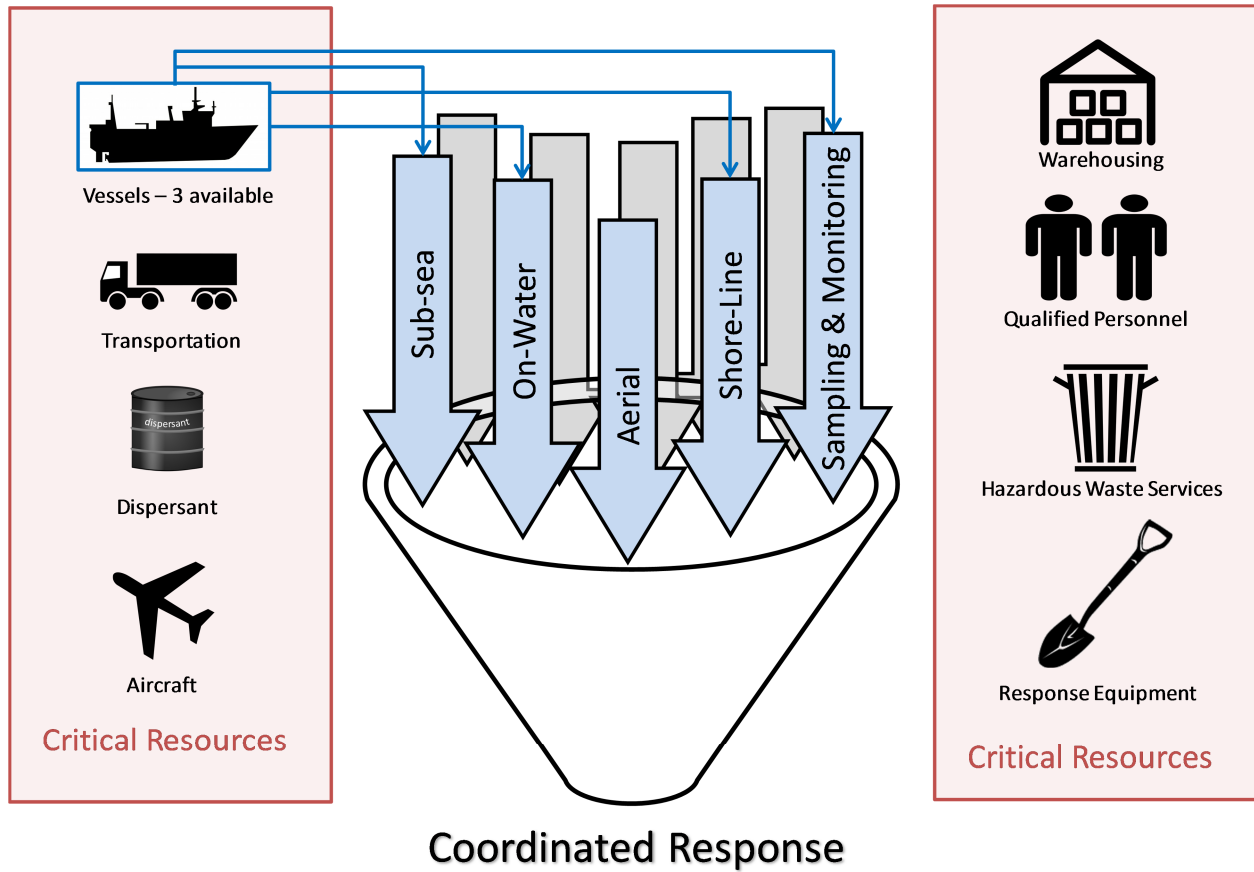 Vessels – 3 available
Transportation
dispersant
Dispersant
Aircraft
Critical Resources
Sub-sea
On-Water
Aerial
Shore-Line
Sampling & Monitoring
Warehousing
Qualified Personnel
Hazardous Waste Services
Response Equipment
Critical Resources
Coordinated Response